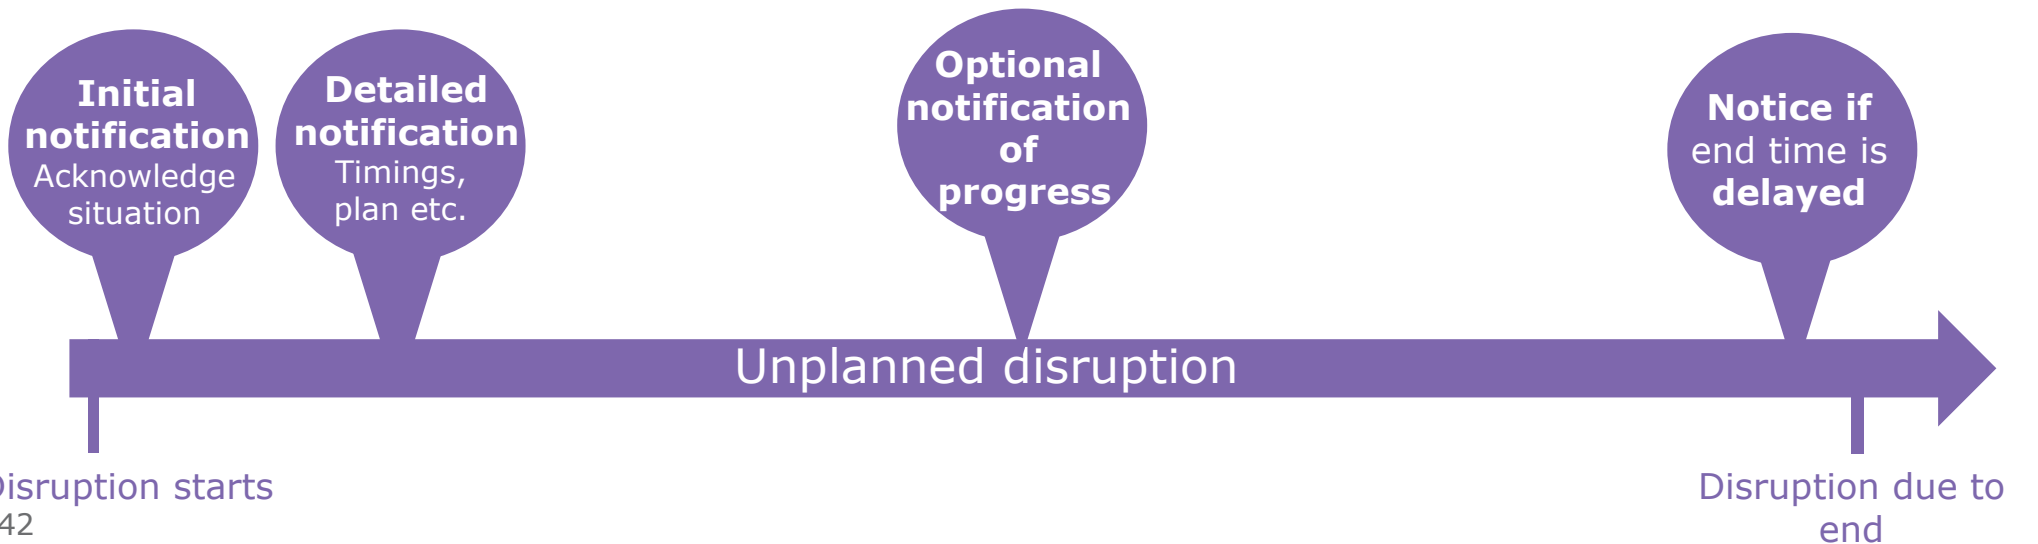 Initial
notification
Acknowledge
situation
Detailed
notification
Timings,
plan etc.
Optional
notification
of
progress
Notice if
end time is
delayed
Unplanned disruption
Disruption starts
42
Disruption due to
end